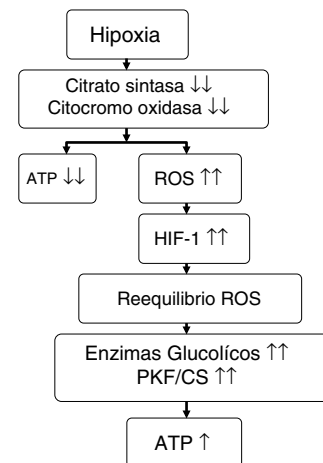 Hipoxia
Citrato sintasa ↓↓
Citocromo oxidasa ↓↓
ATP ↓↓
ROS ↑↑
HIF-1 ↑↑
Reequilibrio ROS
Enzimas Glucolícos ↑↑
PKF/CS ↑↑
ATP ↑